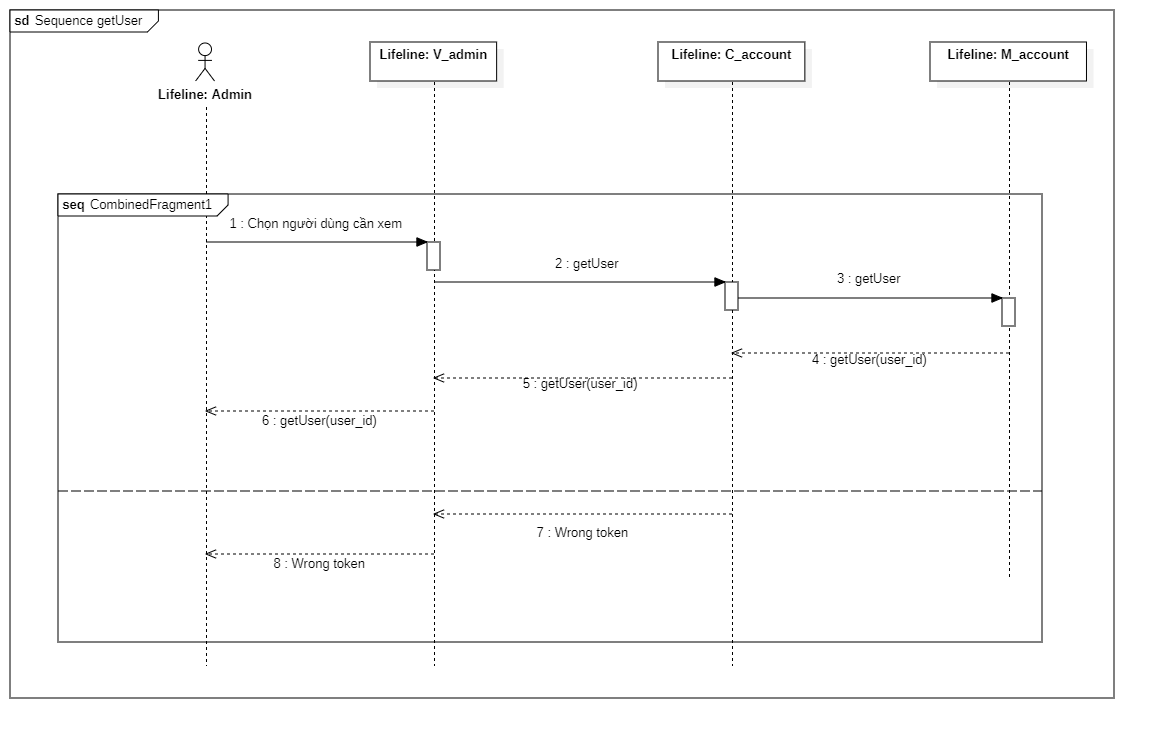 sd Sequence getUser
Lifeline: Admin
Lifeline: V_admin
Lifeline: C_account
Lifeline: M_account
seq CombinedFragment1
1 : Chọn người dùng cần xem
2 : getUser
3 : getUser
4 : getUser(user_id)
5 : getUser(user_id)
6 : getUser(user_id)
7 : Wrong token
8 : Wrong token